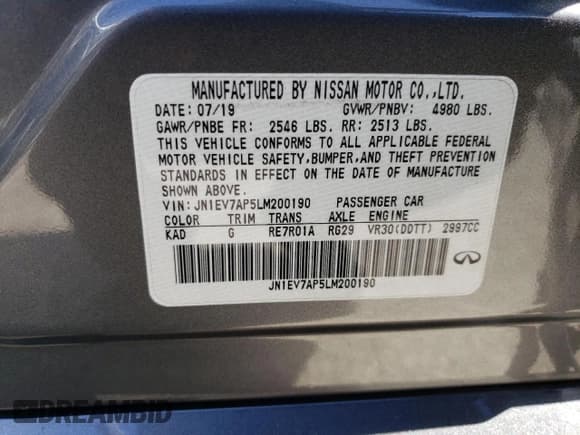 MANUFACTURED BY NISSAN MOTOR CO.,LTD.
DATE: 07/19 GVWR/PNBV: 4980 LBS.
GAWR/PNBE FR: 2546 LBS. RR: 2513 LBS.
THIS VEHICLE CONFORMS TO ALL APPLICABLE FEDERAL
MOTOR VEHICLE SAFETY,BUMPER,AND THEFT PREVENTION
STANDARDS IN EFFECT ON THE DATE OF MANUFACTURE
SHOWN ABOVE.
VIN: JN1EV7AP5LM200190 PASSENGER CAR
COLOR TRIM TRANS AXLE ENGINE
KAD G RE7R01A RG29 VR30(DDTT) 2997CC
JN1EV7AP5LM200190
DREAMBID